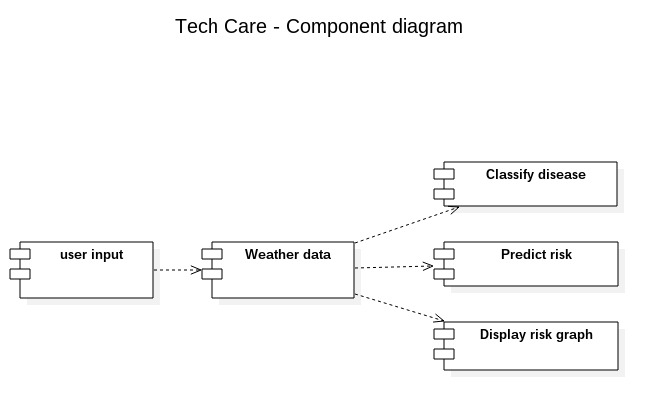 Tech Care - Component diagram
Classify disease
user input
Weather data
Predict risk
Display risk graph